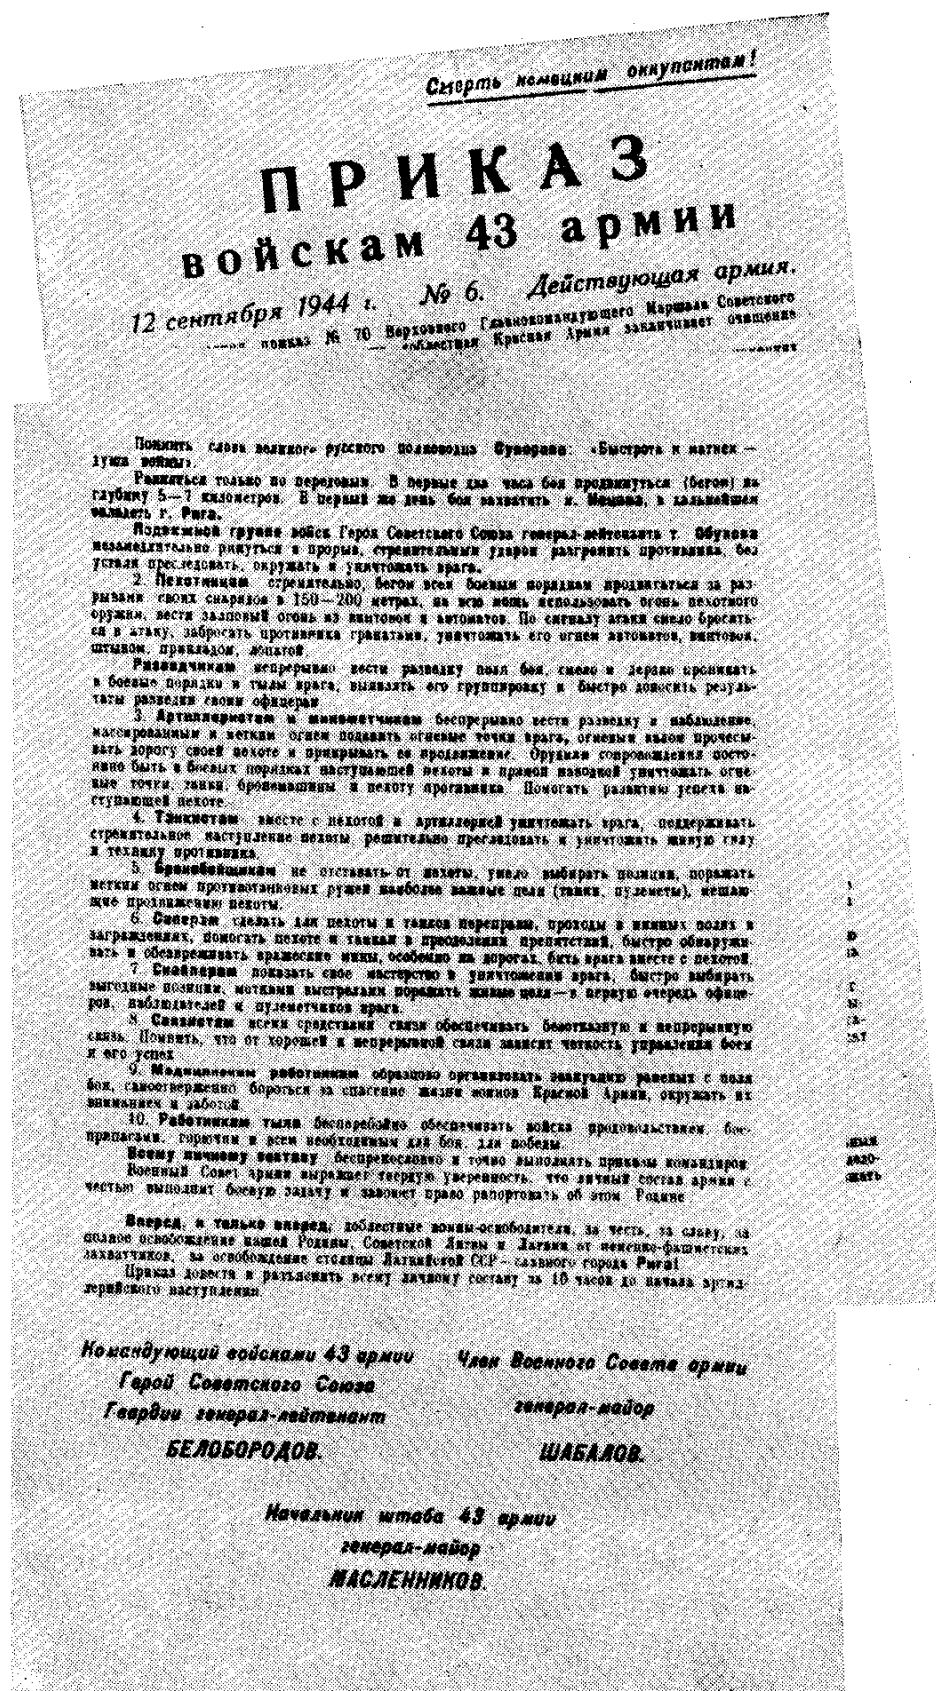 Смерть немецким оккупантам!
ПРИКАЗ
войскам 43 армии
12 сентября 1944 г. № 6. Действующая армия.
приказ № 70 Верховного Главнокомандующего Маршала Советского
Красная Армия заканчивает очищение
Помнить слова великого русского полководца Суворова: «Быстрота и натиск —
душа войны».
Равняться только по передовым. В первые два часа боя продвинуться (бегом) на
глубину 5—7 километров. В первый же день боя захватить в дальнейшем
овладеть г. Рига.
Подвижной группе войск Героя Советского Союза генерал-лейтенанта т. Обухова
незамедлительно ринуться в прорыв, стремительным ударом разгромить противника, без
устали преследовать, окружать и уничтожать врага.
2. Пехотинцам стремительно, бегом всем боевым порядкам продвигаться за раз-
рывами своих снарядов в 150—200 метрах, на всю мощь использовать огонь пехотного
оружия, вести залповый огонь из винтовок и автоматов. По сигналу атаки смело бросать-
ся в атаку, забросать противника гранатами, уничтожать его огнем автоматов, винтовок,
штыком, прикладом, лопатой.
Разведчикам непрерывно вести разведку поля боя, смело и дерзко проникать
в боевые порядки и тылы врага, выявлять его группировку и быстро доносить резуль-
таты разведки своим офицерам
3. Артиллеристам и минометчикам беспрерывно вести разведку и наблюдение,
массированным и метким огнем подавить огневые точки врага, огневым валом прочесы-
вать дорогу своей пехоте и прикрывать ее продвижение. Орудиям сопровождения посто-
янно быть в боевых порядках наступающей пехоты и прямой наводкой уничтожать огне-
вые точки, танки, бронемашины и пехоту противника. Помогать развитию успеха на-
ступающей пехоте.
4. Танкистам вместе с пехотой и артиллерией уничтожать врага, поддерживать
стремительное наступление пехоты, решительно преследовать и уничтожать живую силу
и технику противника.
5. Бронебойщикам не отставать от пехоты, умело выбирать позиции, поражать
метким огнем противотанковых ружей наиболее важные цели (танки, пулеметы), мешаю-
щие продвижению пехоты.
6. Саперам сделать для пехоты и танков переправы, проходы в минных полях и
заграждениях, помогать пехоте и танкам в преодолении препятствий, быстро обнаружи-
вать и обезвреживать вражеские мины, особенно на дорогах, бить врага вместе с пехотой.
7. Снайперам показать свое мастерство в уничтожении врага, быстро выбирать
выгодные позиции, меткими выстрелами поражать живые цели—в первую очередь офице-
ров, наблюдателей и пулеметчиков врага.
8. Связистам всеми средствами связи обеспечивать безотказную и непрерывную
связь. Помнить, что от хорошей и непрерывной связи зависит четкость управления боем
и его успех
9. Медицинским работникам образцово организовать эвакуацию раненых с поля
боя, самоотверженно бороться за спасение жизни воинов Красной Армии, окружать их
вниманием и заботой.
10. Работникам тыла бесперебойно обеспечивать войска продовольствием, бое-
припасами, горючим и всем необходимым для боя, для победы.
Всему личному составу беспрекословно и точно выполнять приказы командиров
Военный Совет армии выражает твердую уверенность, что личный состав армии с
честью выполнит боевую задачу и завоюет право рапортовать об этом Родине
Вперед, и только вперед, доблестные воины-освободители, за честь, за славу, за
полное освобождение нашей Родины, Советской Литвы и Латвии от немецко-фашистских
захватчиков, за освобождение столицы Латвийской ССР—славного города Рига!
Приказ довести и разъяснить всему личному составу за 10 часов до начала артил-
лерийского наступления.
Командующий войсками 43 армии
Герой Советского Союза
Гвардии генерал-лейтенант
БЕЛОБОРОДОВ.
Член Военного Совета армии
генерал-майор
ШАБАЛОВ.
Начальник штаба 43 армии
генерал-майор
МАСЛЕННИКОВ.